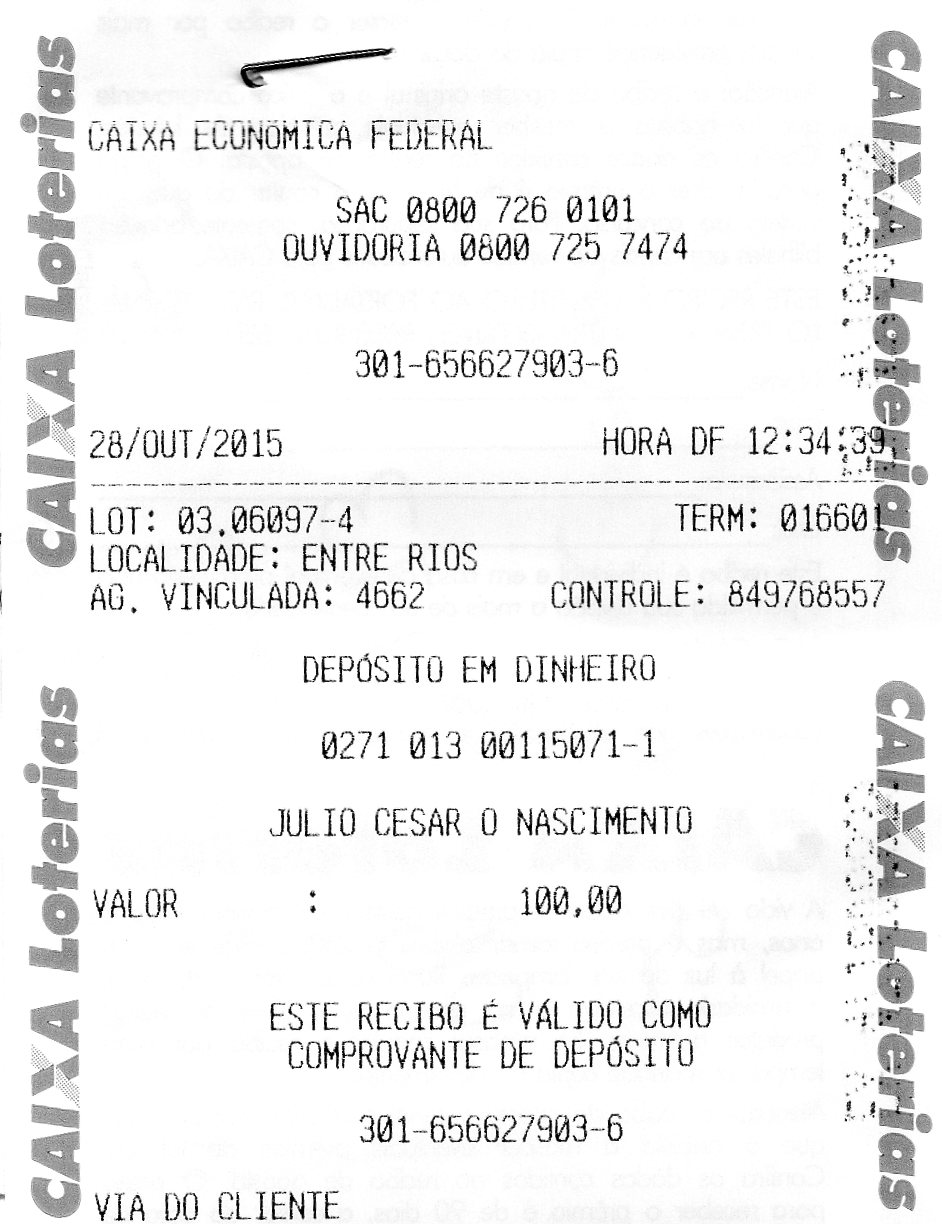 CAIXA Loterias
CAIXA Loterias
CAIXA ECONÔMICA FEDERAL
SAC 0800 726 0101
OUVIDORIA 0800 725 7474
301-656627903-6
28/OUT/2015 HORA DF 12:34:39
LOT: 03.06097-4 TERM: 016601
LOCALIDADE: ENTRE RIOS
AG. VINCULADA: 4662 CONTROLE: 849768557
DEPÓSITO EM DINHEIRO
0271 013 00115071-1
JULIO CESAR O NASCIMENTO
VALOR : 100,00
ESTE RECIBO É VÁLIDO COMO
COMPROVANTE DE DEPÓSITO
301-656627903-6
VIA DO CLIENTE
CAIXA Loterias
CAIXA Loterias